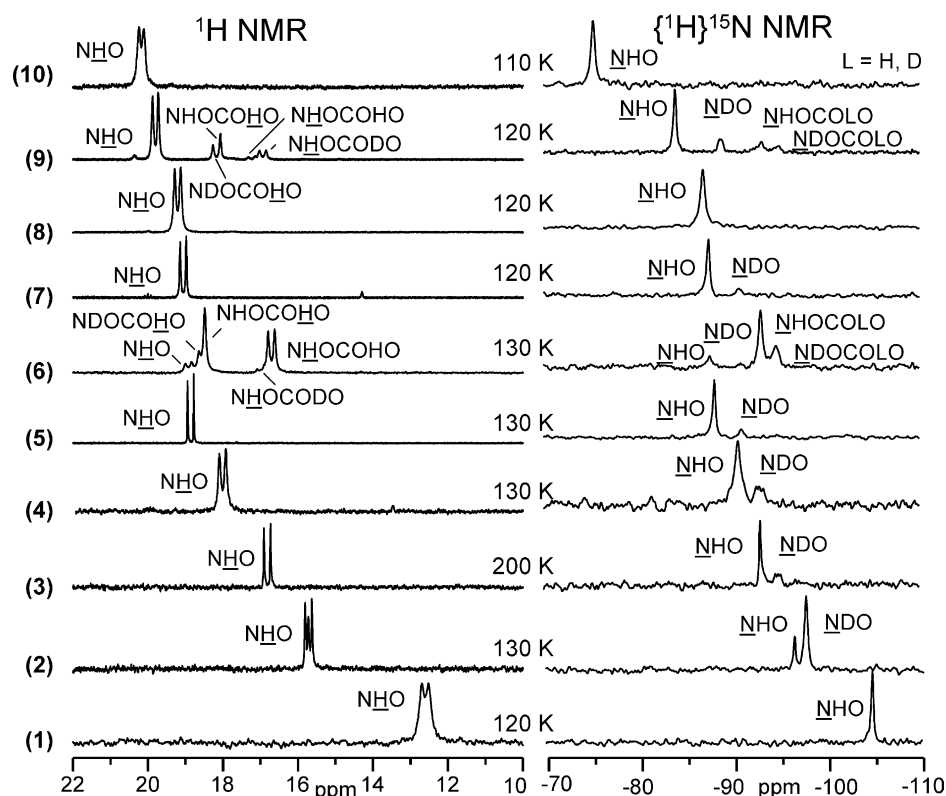 ¹H NMR
{¹H}¹⁵N NMR
L = H, D
(10)
NHO
110 K
NHO
(9)
NHO
NHOCOHO
NHOCOHO
NHOCODO
NDOCOHO
120 K
NHO
NDO
NHOCOLO
NDOCOLO
(8)
NHO
120 K
NHO
(7)
NHO
120 K
NHO
NDO
(6)
NDOCOHO
NHOCOHO
NHO
NHOCOHO
NHOCODO
130 K
NHO
NDO
NHOCOLO
NDOCOLO
(5)
NHO
130 K
NHO
NDO
(4)
NHO
130 K
NHO
NDO
(3)
NHO
200 K
NHO
NDO
(2)
NHO
130 K
NHO
NDO
(1)
NHO
120 K
NHO
22 20 18 16 ppm 14 12 10
-70 -80 -90 ppm -100 -110